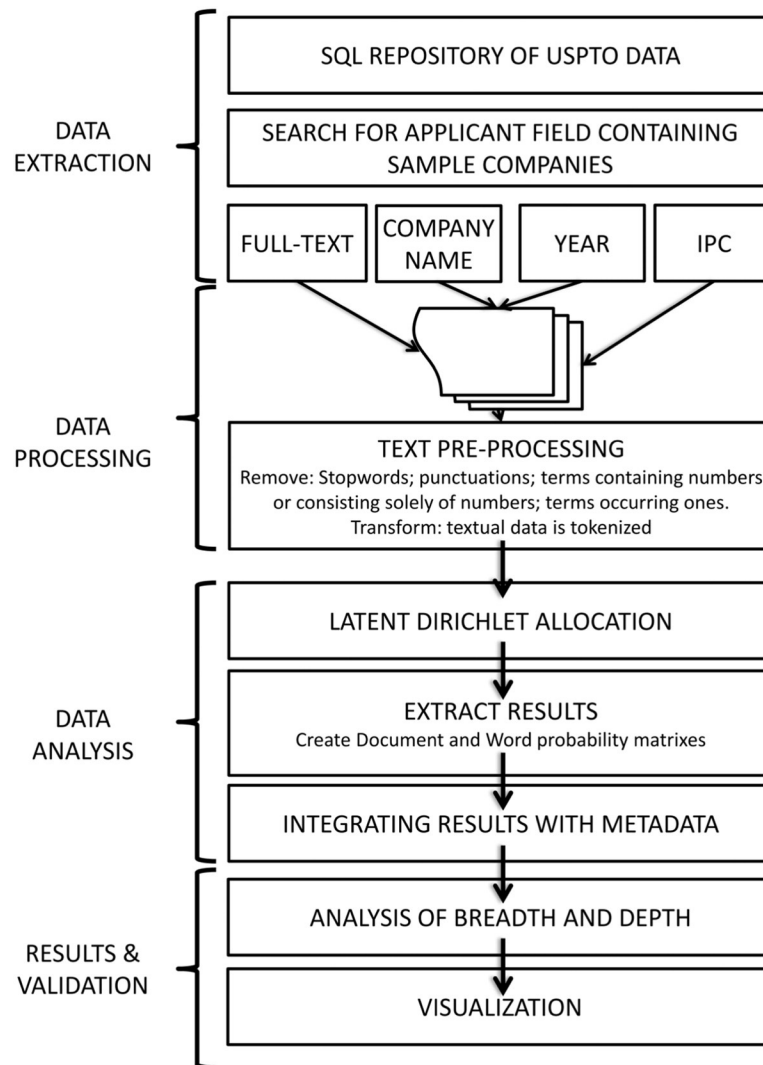 SQL REPOSITORY OF USPTO DATA
DATA
EXTRACTION
SEARCH FOR APPLICANT FIELD CONTAINING
SAMPLE COMPANIES
FULL-TEXT
COMPANY
NAME
YEAR
IPC
DATA
PROCESSING
TEXT PRE-PROCESSING
Remove: Stopwords; punctuations; terms containing numbers
or consisting solely of numbers; terms occurring ones.
Transform: textual data is tokenized
LATENT DIRICHLET ALLOCATION
DATA
ANALYSIS
EXTRACT RESULTS
Create Document and Word probability matrixes
INTEGRATING RESULTS WITH METADATA
RESULTS &
VALIDATION
ANALYSIS OF BREADTH AND DEPTH
VISUALIZATION